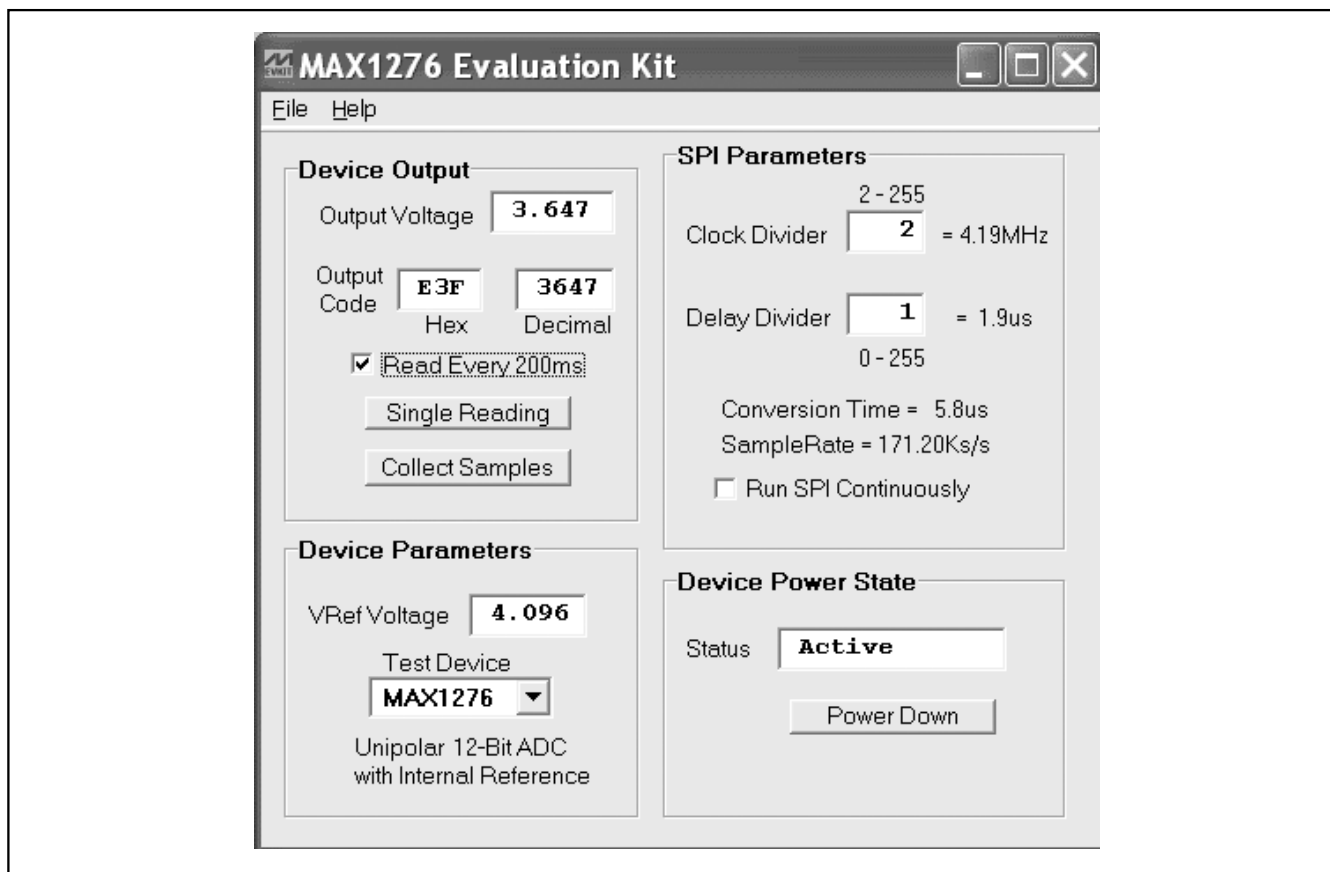 MAX1276 Evaluation Kit
File Help
Device Output
Output Voltage 3.647
Output Code E3F 3647
Hex Decimal
Read Every 200ms
Single Reading
Collect Samples
Device Parameters
VRef Voltage 4.096
Test Device
MAX1276
Unipolar 12-Bit ADC
with Internal Reference
SPI Parameters
2 - 255
Clock Divider 2 = 4.19MHz
Delay Divider 1 = 1.9us
0 - 255
Conversion Time = 5.8us
SampleRate = 171.20Ks/s
Run SPI Continuously
Device Power State
Status Active
Power Down